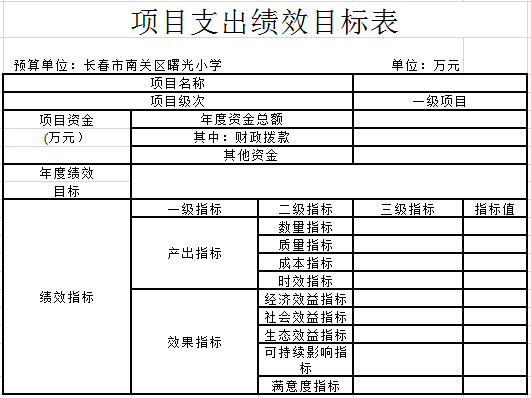 项目支出绩效目标表
预算单位：长春市南关区曙光小学 单位：万元
项目名称
项目级次 一级项目
项目资金 年度资金总额
(万元） 其中：财政拨款
其他资金
年度绩效
目标
一级指标 二级指标 三级指标 指标值
数量指标
质量指标
产出指标
成本指标
时效指标
绩效指标
经济效益指标
社会效益指标
生态效益指标
效果指标
可持续影响指
标
满意度指标